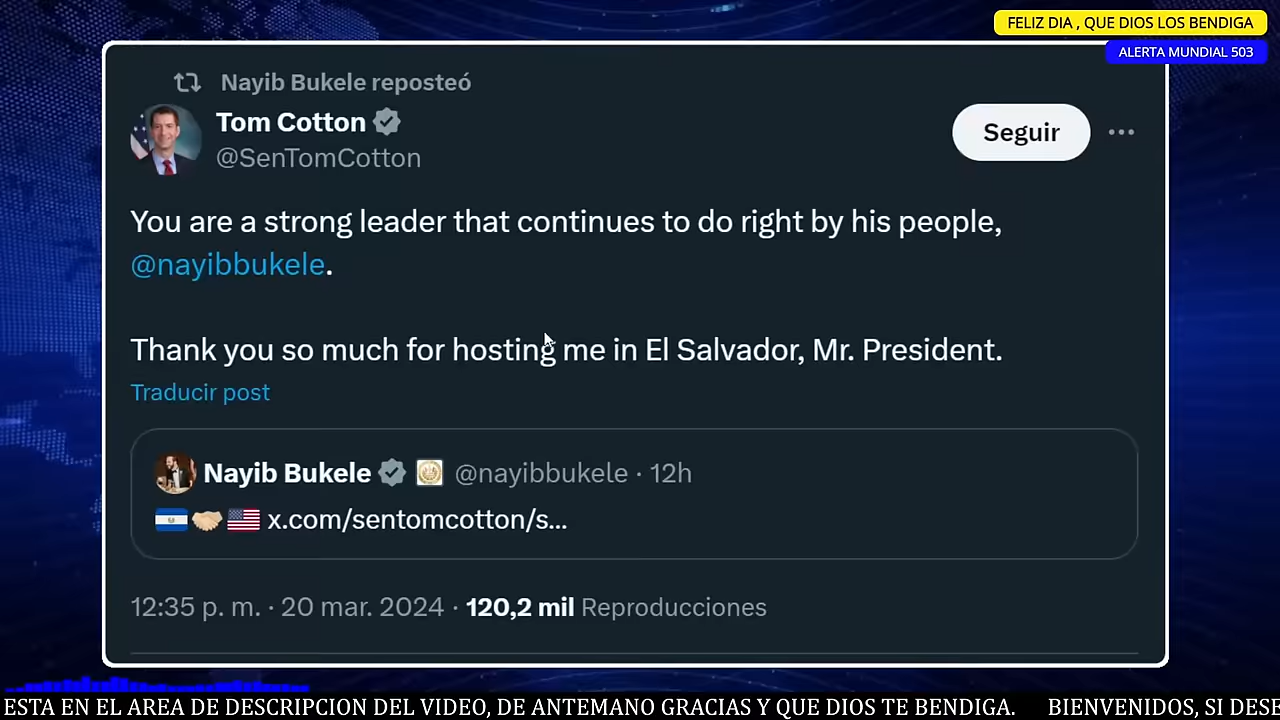 FELIZ DIA , QUE DIOS LOS BENDIGA
ALERTA MUNDIAL 503
Nayib Bukele reposteó
Tom Cotton
@SenTomCotton
Seguir
You are a strong leader that continues to do right by his people,
@nayibbukele.
Thank you so much for hosting me in El Salvador, Mr. President.
Traducir post
Nayib Bukele @nayibbukele · 12h
x.com/sentomcotton/s...
12:35 p. m. · 20 mar. 2024 · 120,2 mil Reproducciones
ESTA EN EL AREA DE DESCRIPCION DEL VIDEO, DE ANTEMANO GRACIAS Y QUE DIOS TE BENDIGA. BIENVENIDOS, SI DESE